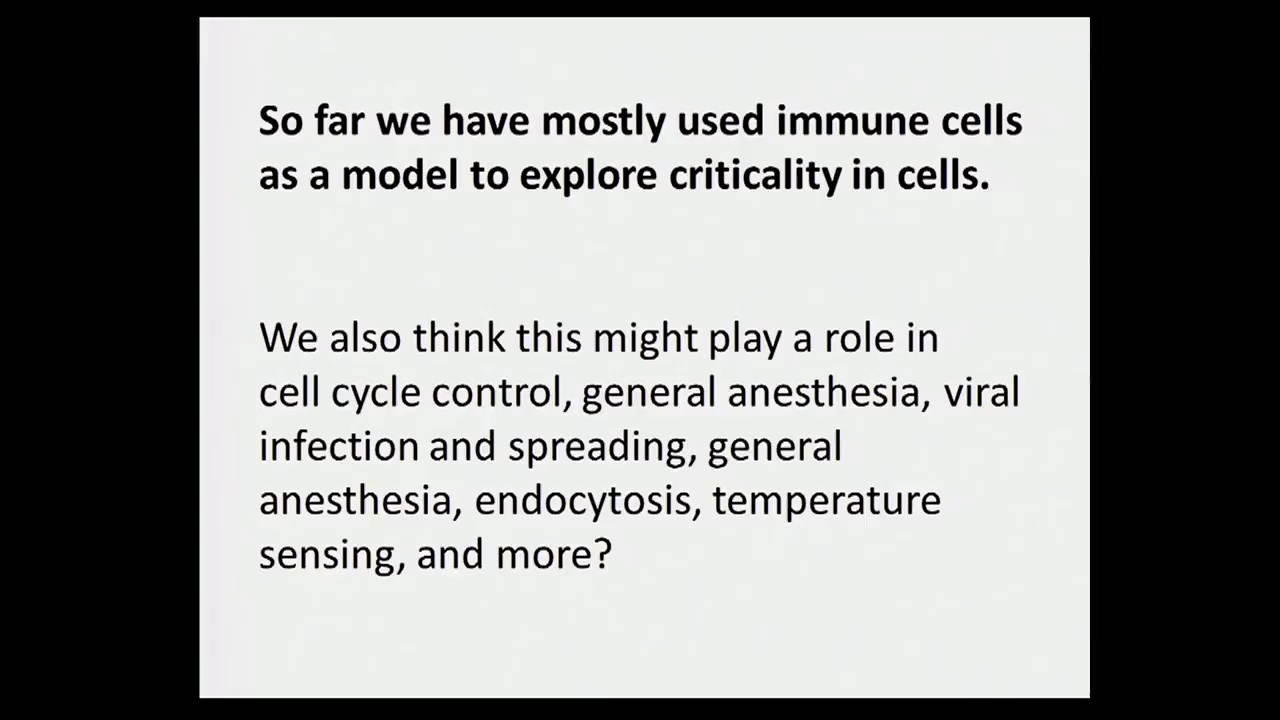 So far we have mostly used immune cells
as a model to explore criticality in cells.
We also think this might play a role in
cell cycle control, general anesthesia, viral
infection and spreading, general
anesthesia, endocytosis, temperature
sensing, and more?